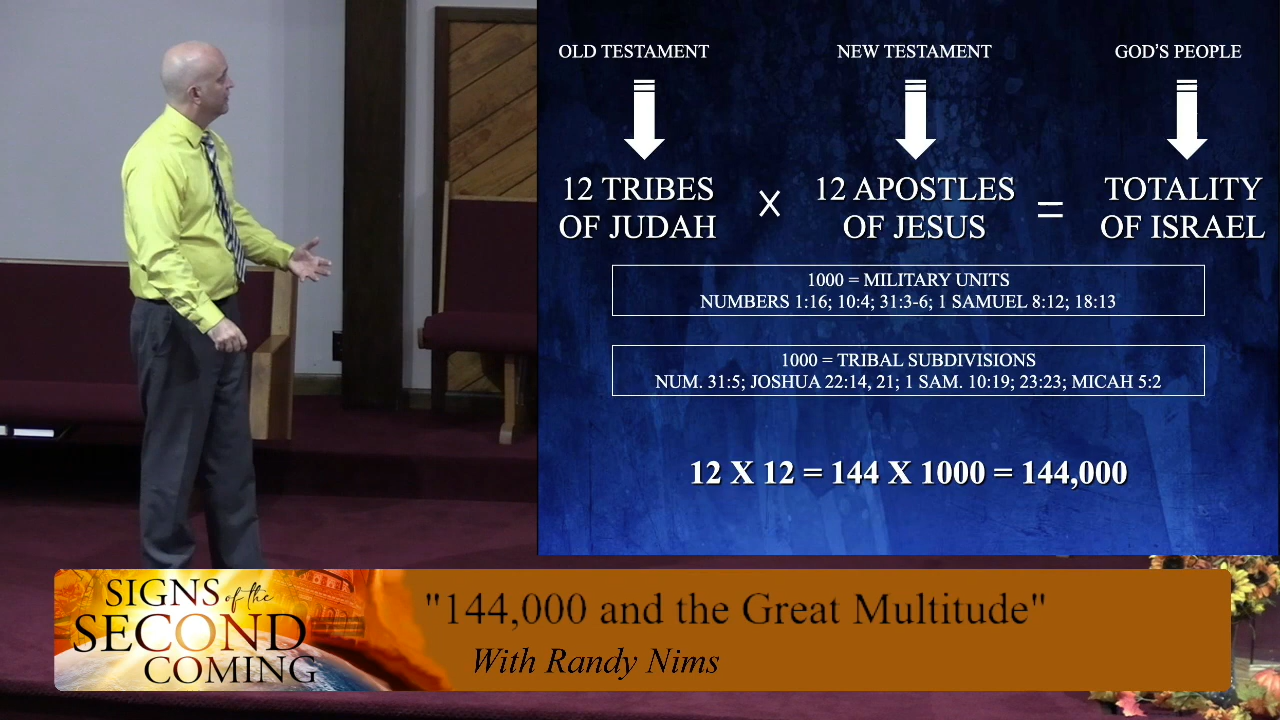 OLD TESTAMENT
NEW TESTAMENT
GOD'S PEOPLE
12 TRIBES
OF JUDAH
X
12 APOSTLES
OF JESUS
=
TOTALITY
OF ISRAEL
1000 = MILITARY UNITS
NUMBERS 1:16; 10:4; 31:3-6; 1 SAMUEL 8:12; 18:13
1000 = TRIBAL SUBDIVISIONS
NUM. 31:5; JOSHUA 22:14, 21; 1 SAM. 10:19; 23:23; MICAH 5:2
12 X 12 = 144 X 1000 = 144,000
SIGNS of the
SECOND
COMING
"144,000 and the Great Multitude"
With Randy Nims